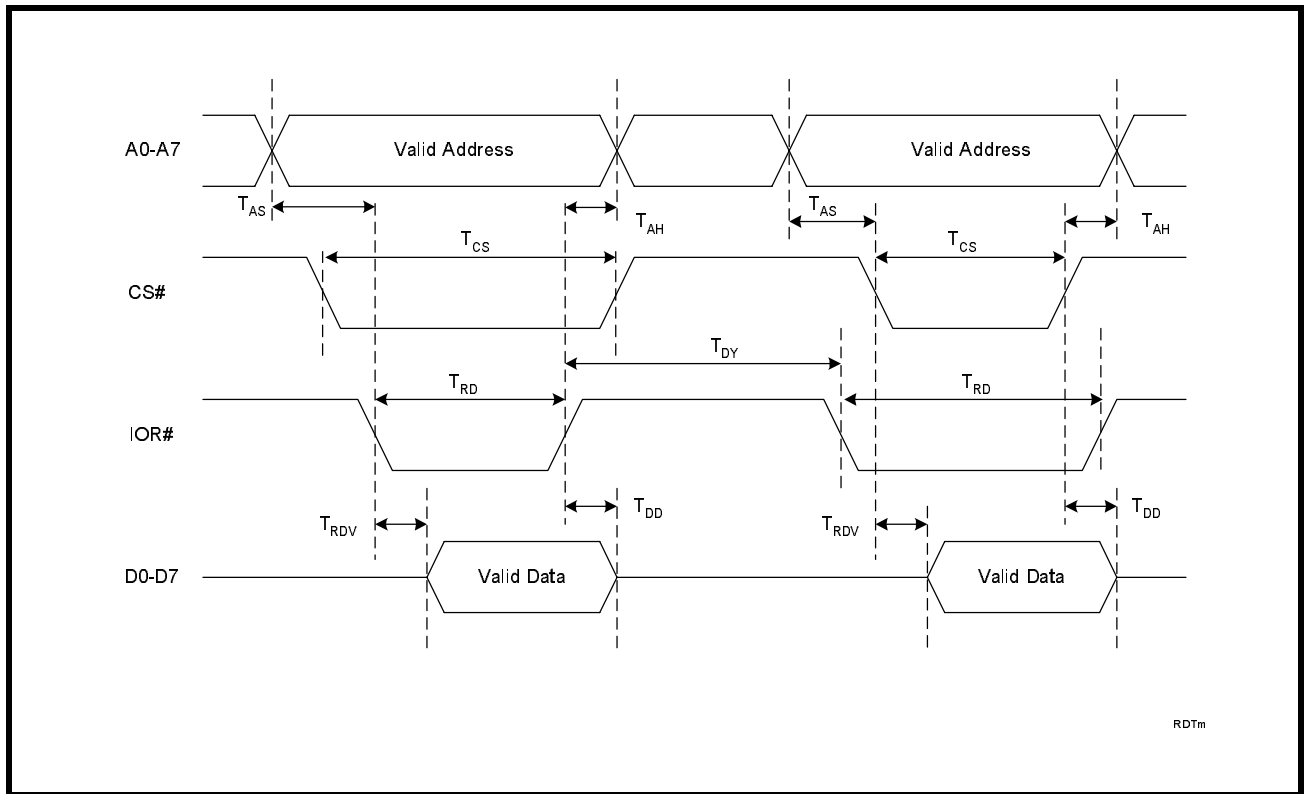 A0-A7
Valid Address
Valid Address
TAS
TAH
TAS
TAH
TCS
TCS
CS#
TDY
TRD
TRD
IOR#
TRDV
TDD
TRDV
TDD
D0-D7
Valid Data
Valid Data
RDTm